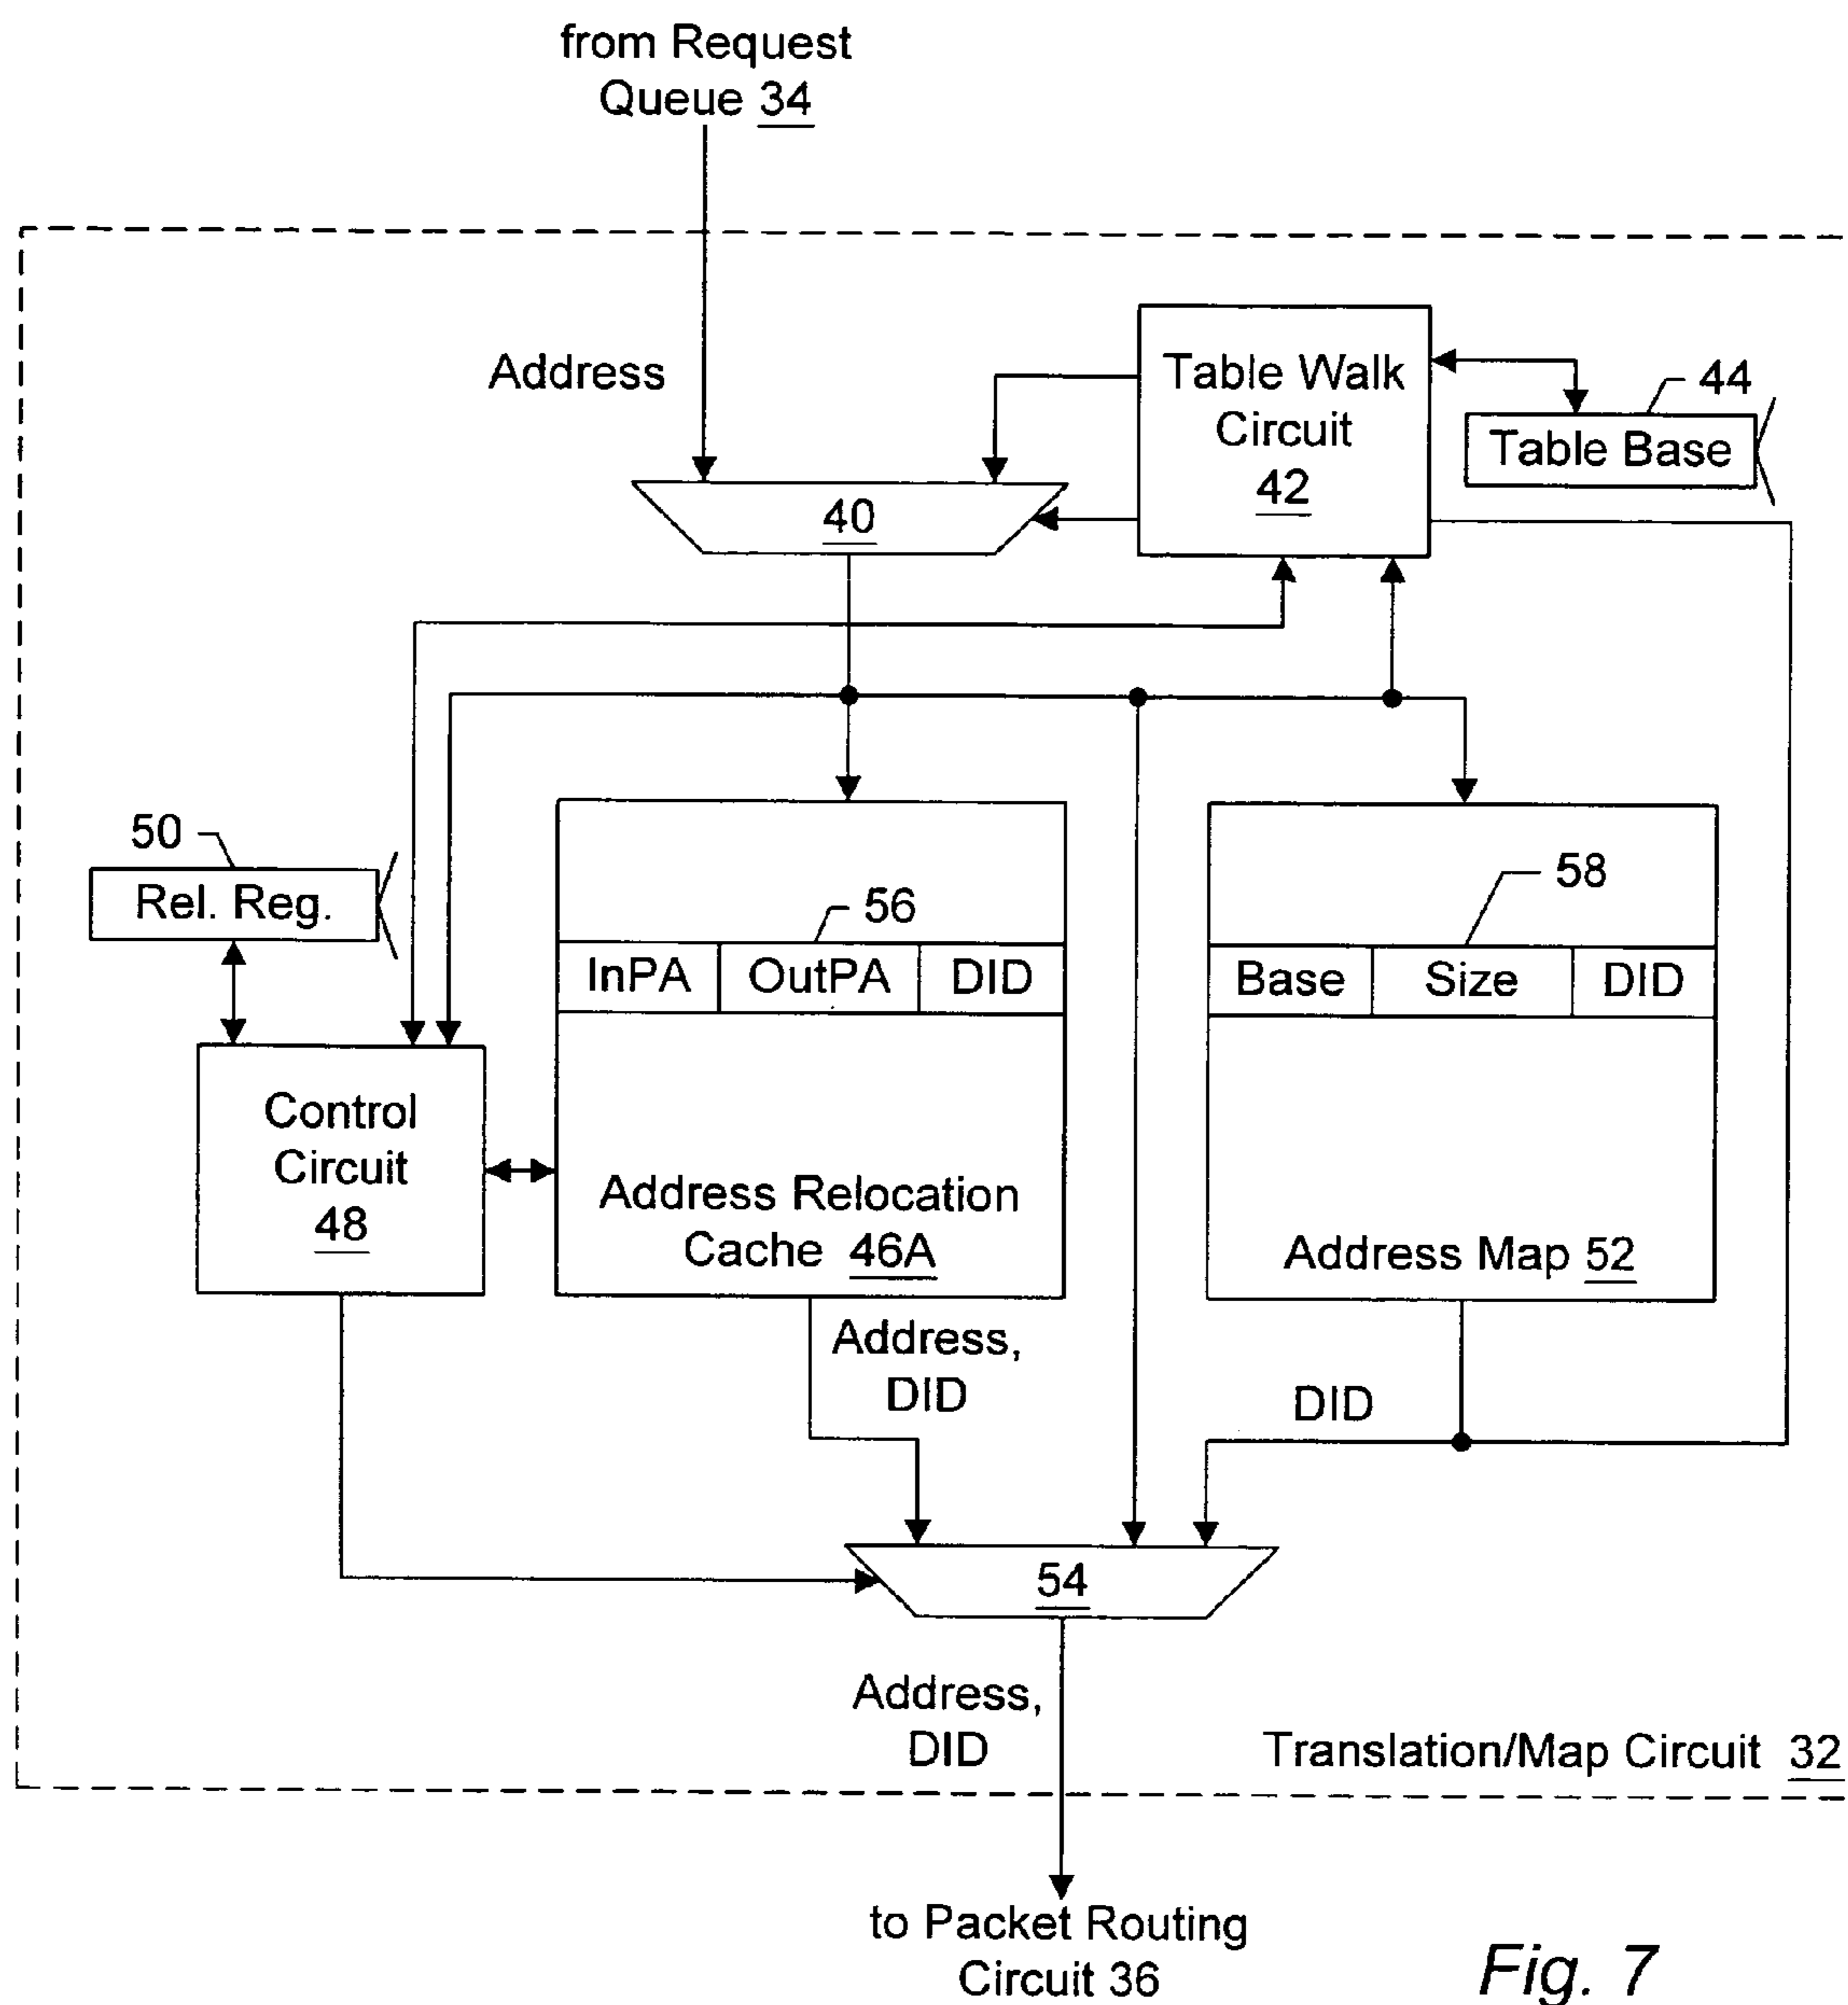 from Request
Queue 34
Address
Table Walk
Circuit
42
44
Table Base
40
50
Rel. Reg.
56
InPA OutPA DID
58
Base Size DID
Control
Circuit
48
Address Relocation
Cache 46A
Address Map 52
Address,
DID
DID
54
Address,
DID
Translation/Map Circuit 32
to Packet Routing
Circuit 36
Fig. 7